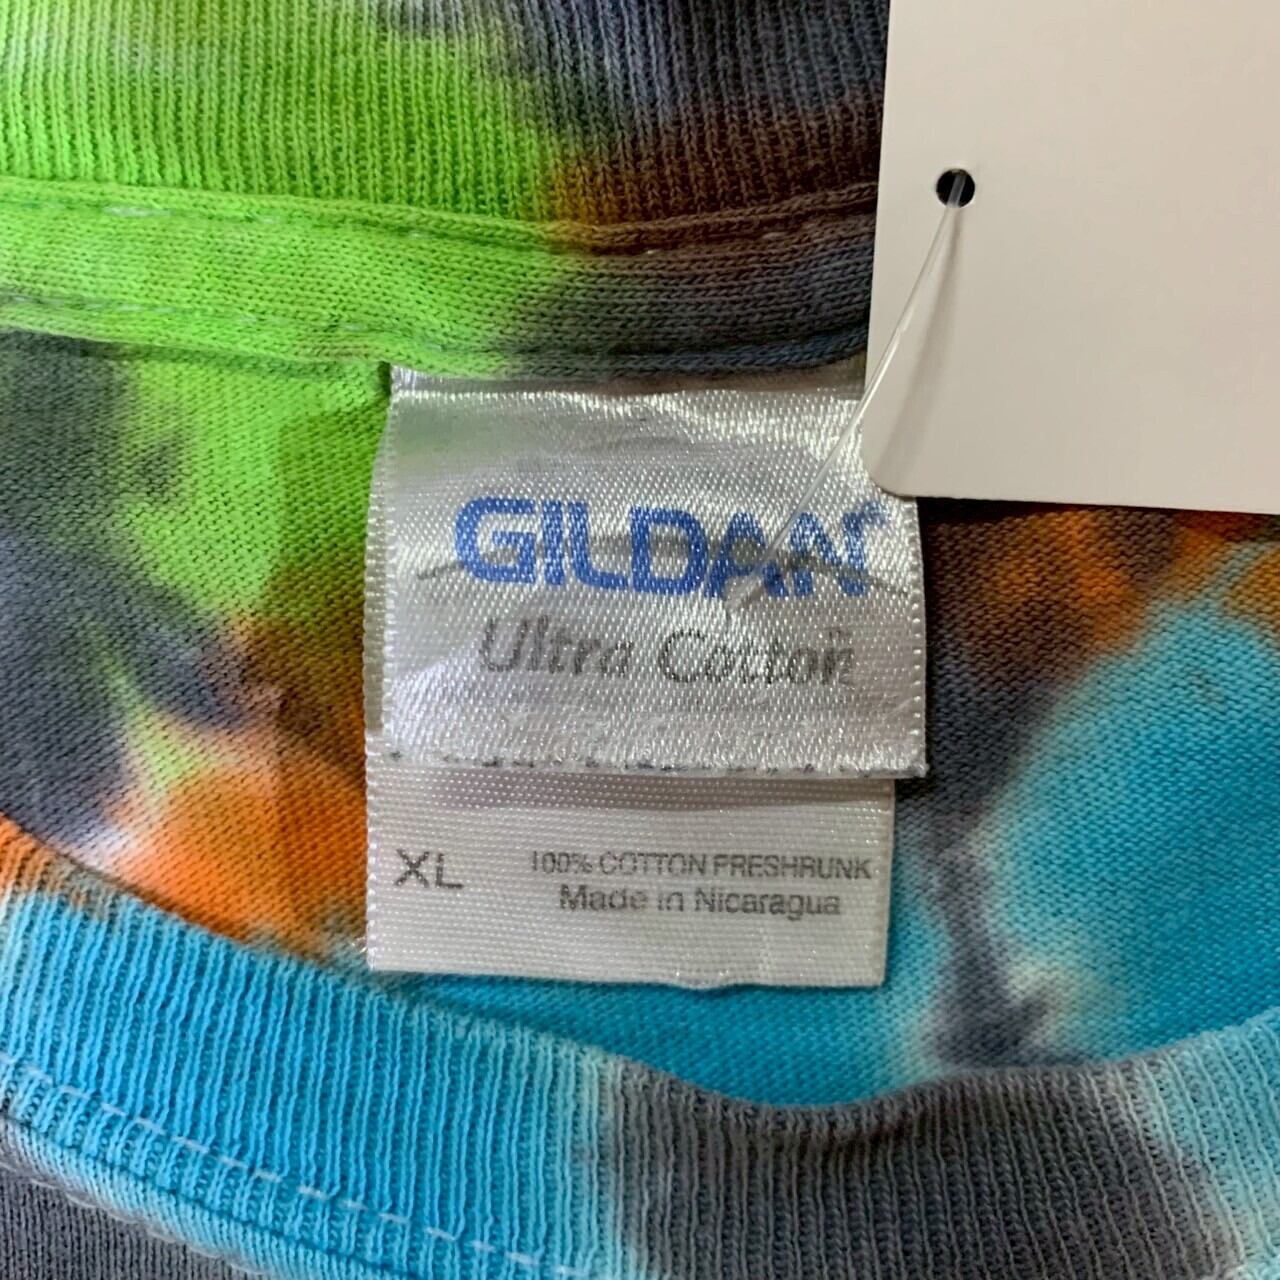 GILDAN
Ultra Cotton
XL
100% COTTON PRESHRUNK
Made in Nicaragua